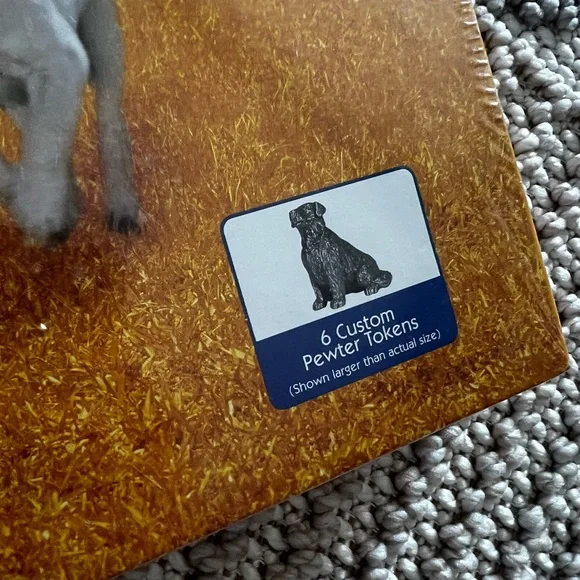 6 Custom
Pewter Tokens
(Shown larger than actual size)